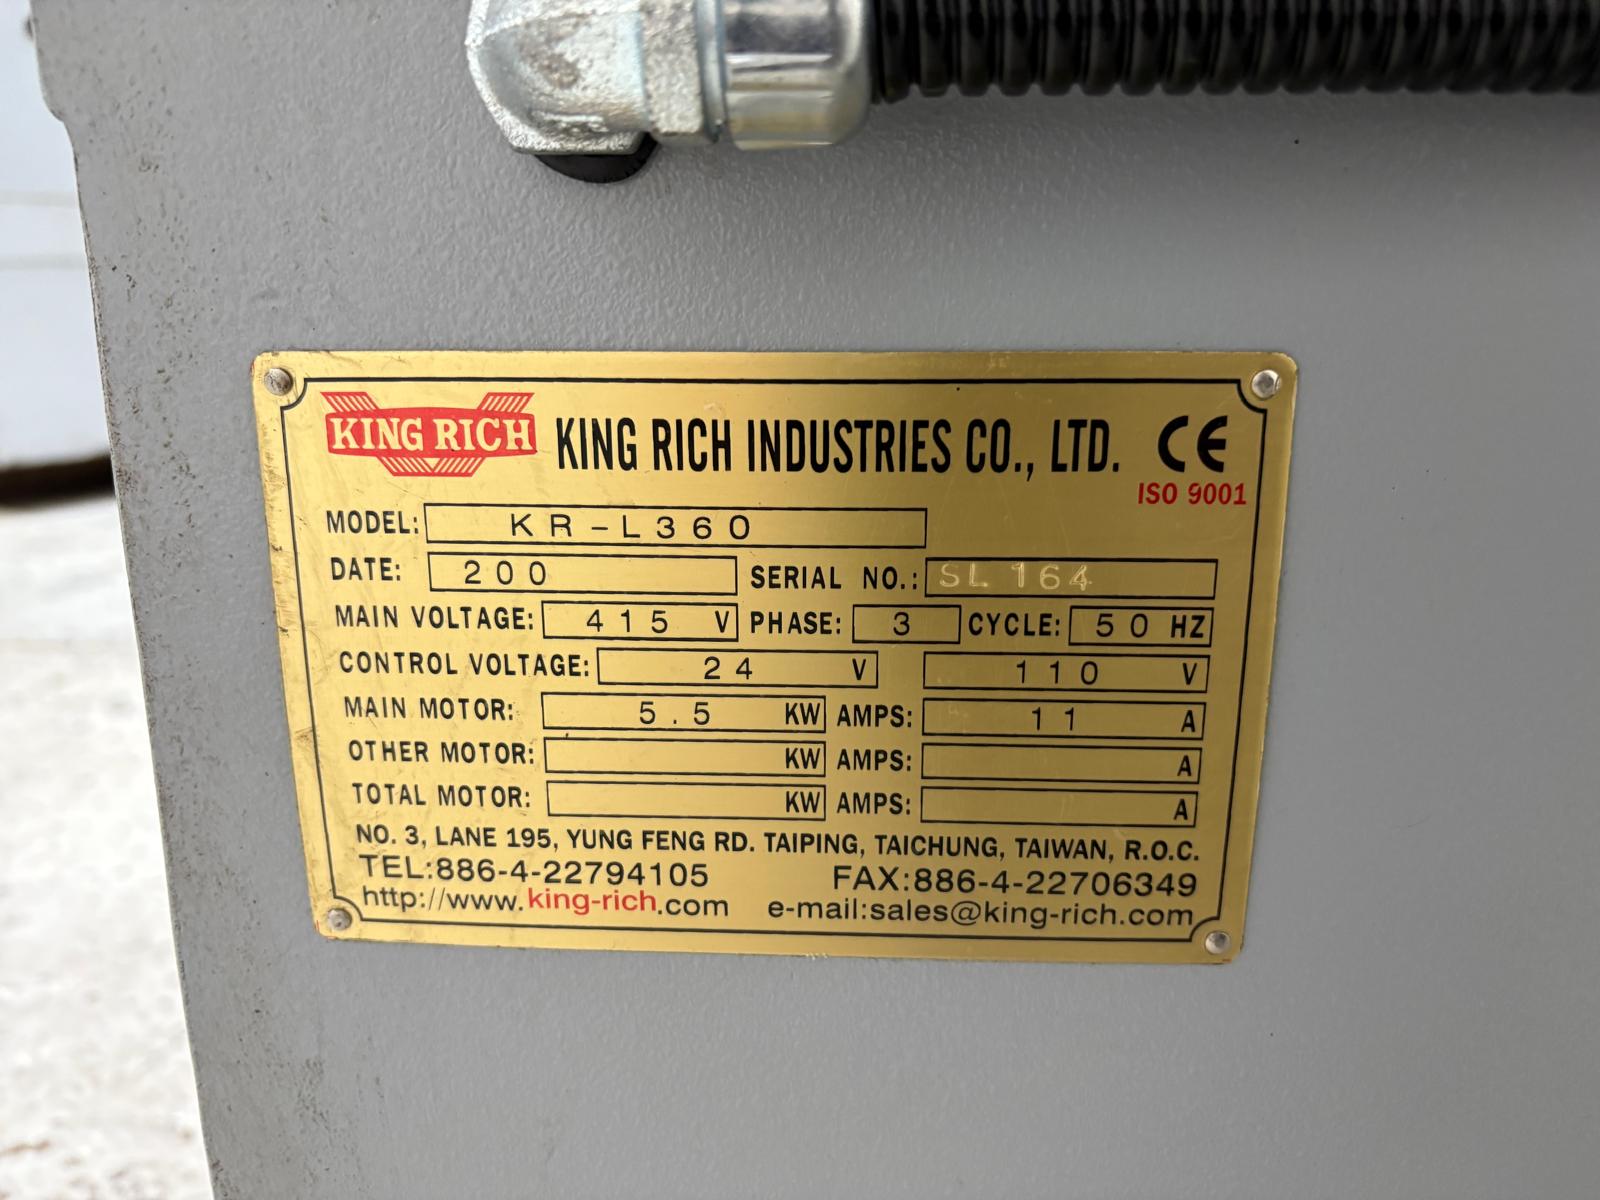 KING RICH KING RICH INDUSTRIES CO., LTD. CE
ISO 9001
MODEL: KR-L360
DATE: 200 SERIAL NO.: SL164
MAIN VOLTAGE: 415 V PHASE: 3 CYCLE: 50 HZ
CONTROL VOLTAGE: 24 V 110 V
MAIN MOTOR: 5.5 KW AMPS: 11 A
OTHER MOTOR: KW AMPS: A
TOTAL MOTOR: KW AMPS: A
NO. 3, LANE 195, YUNG FENG RD. TAIPING, TAICHUNG, TAIWAN, R.O.C.
TEL:886-4-22794105 FAX:886-4-22706349
http://www.king-rich.com e-mail:sales@king-rich.com